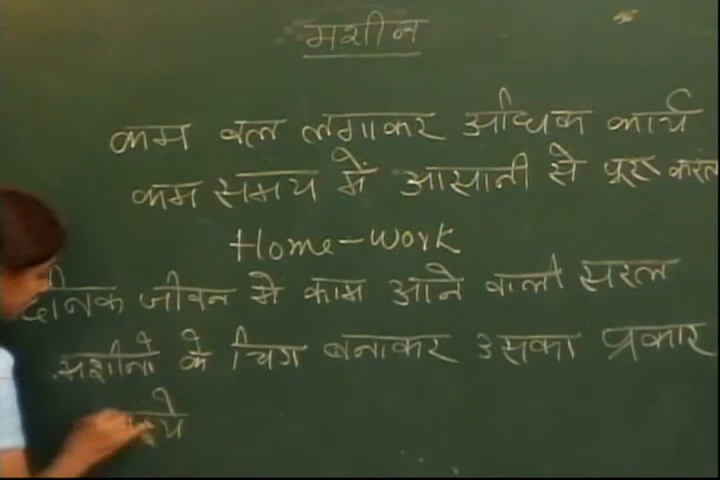 मशीन
कम बल लगाकर अधिक कार्य
कम समय में आसानी से पूरा करन
Home-Work
दैनिक जीवन मे काम आने वाली सरल
मशीनों के चित्र बनाकर उसका प्रकार